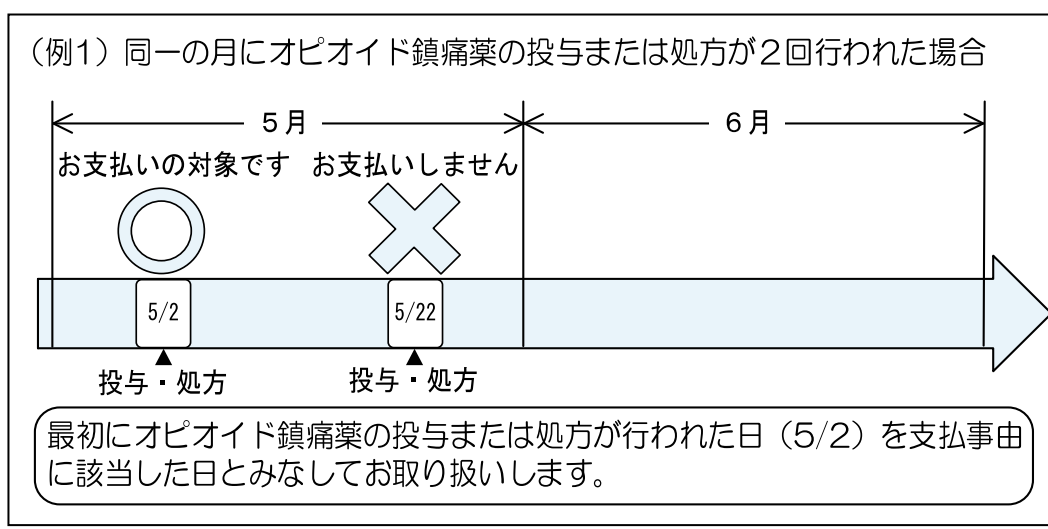 （例1）同一の月にオピオイド鎮痛薬の投与または処方が２回行われた場合
５月
６月
お支払いの対象です
お支払いしません
5/2
5/22
投与・処方
投与・処方
最初にオピオイド鎮痛薬の投与または処方が行われた日（5/2）を支払事由
に該当した日とみなしてお取り扱いします。